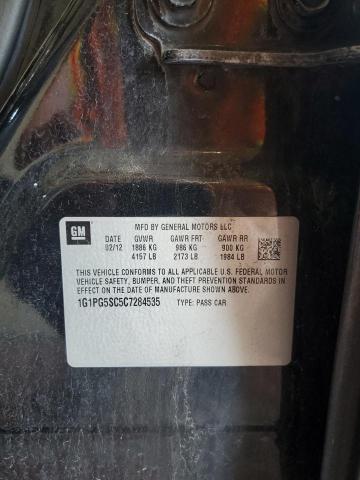 GM
MFD BY GENERAL MOTORS LLC
DATE GVWR GAWR FRT GAWR RR
02/12 1886 KG 986 KG 900 KG
4157 LB 2173 LB 1984 LB
THIS VEHICLE CONFORMS TO ALL APPLICABLE U.S. FEDERAL MOTOR
VEHICLE SAFETY, BUMPER, AND THEFT PREVENTION STANDARDS IN
EFFECT ON THE DATE OF MANUFACTURE SHOWN ABOVE.
1G1PG5SC5C7284535 TYPE: PASS CAR